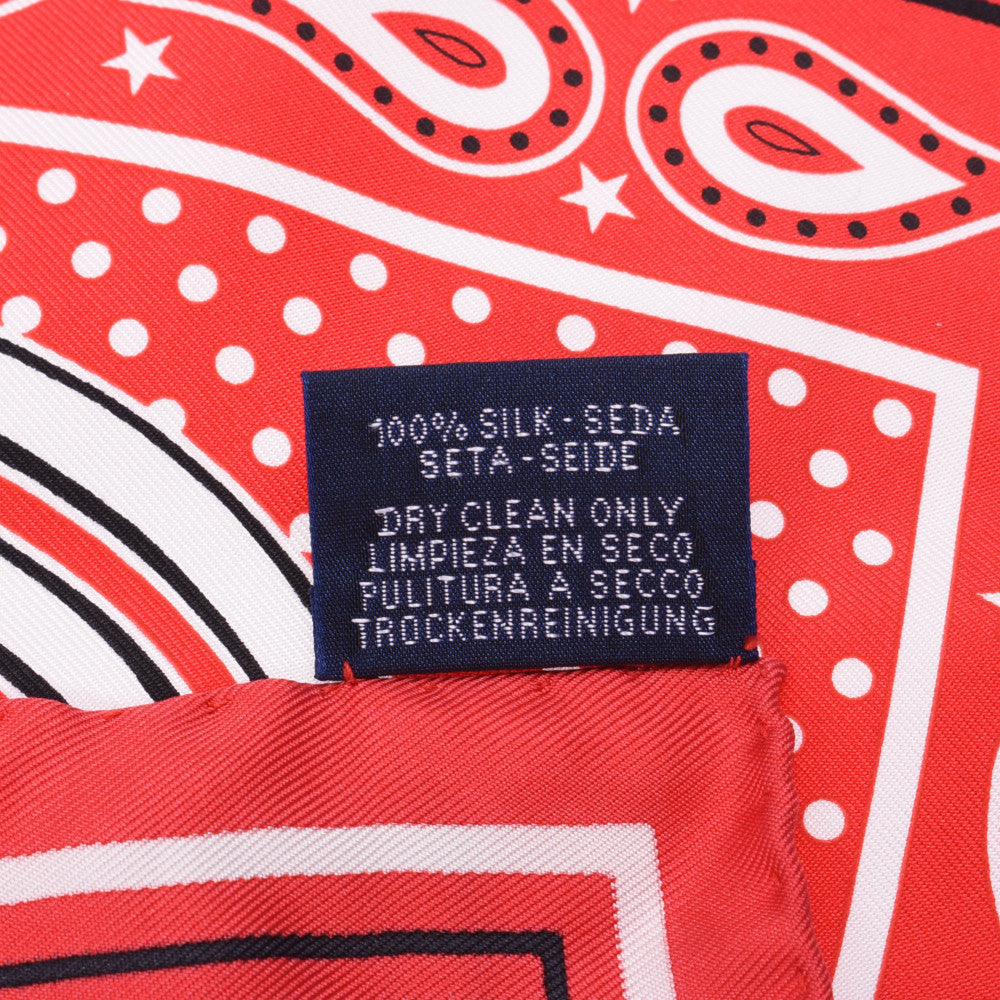 100% SILK-SEDA
SETA-SEIDE
DRY CLEAN ONLY
LIMPIEZA EN SECO
PULITURA A SECCO
TROCKENREINIGUNG